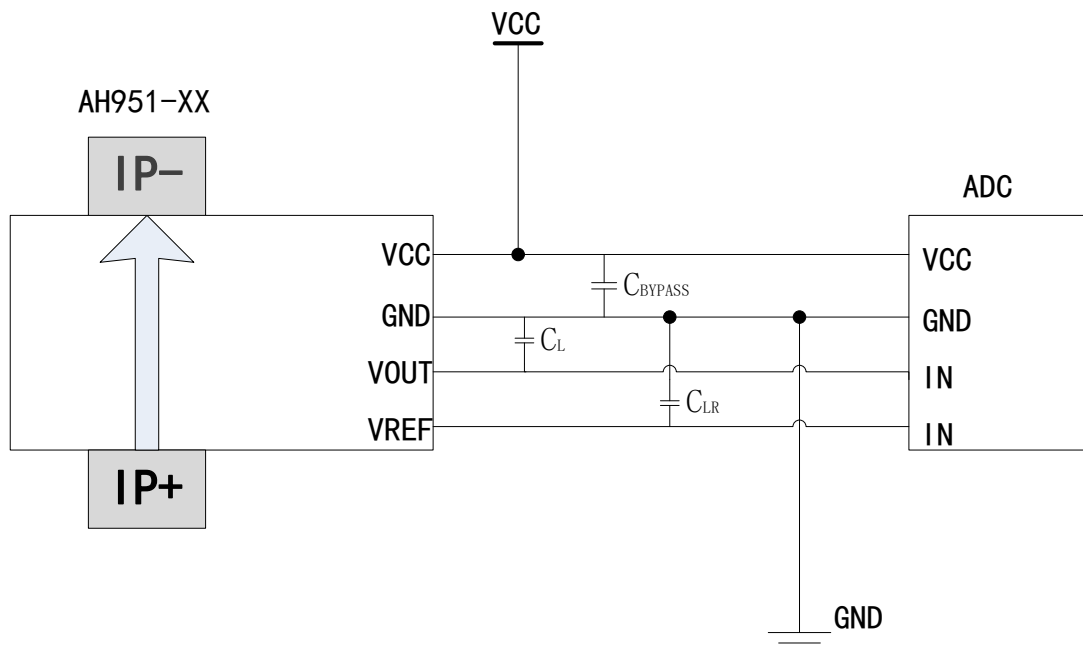 VCC
AH951-XX
IP-
ADC
VCC
VCC
CBYPASS
GND
GND
CL
VOUT
IN
CLR
VREF
IN
IP+
GND